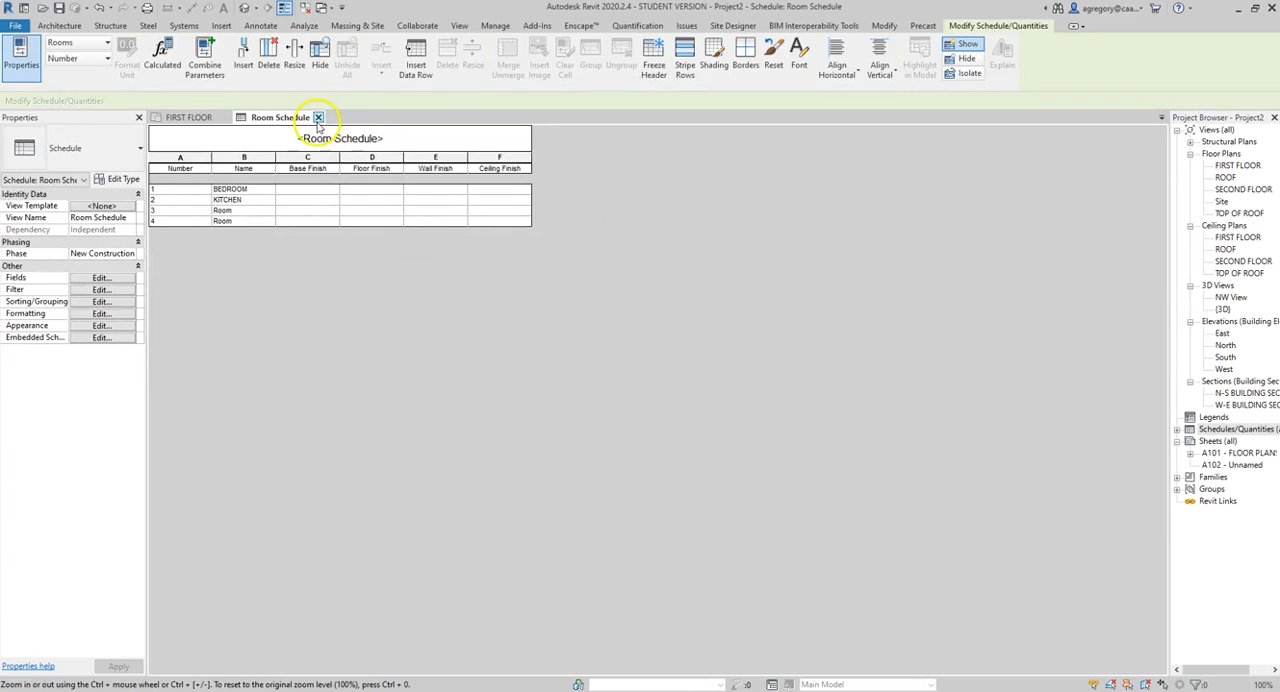 Autodesk Revit 2020.2.4 - STUDENT VERSION - Project2 - Schedule: Room Schedule
agregory@caa...
File Architecture Structure Steel Systems Insert Annotate Analyze Massing & Site Collaborate View Manage Add-Ins Enscape™ Quantification Issues Site Designer BIM Interoperability Tools Modify Precast Modify Schedule/Quantities
Properties
Rooms
Number
Format Unit
Calculated
Combine Parameters
Insert
Delete
Resize
Hide
Unhide All
Insert
Insert Data Row
Delete
Resize
Merge Unmerge
Insert Image
Clear Cell
Group
Ungroup
Freeze Header
Stripe Rows
Shading
Borders
Reset
Font
Align Horizontal
Align Vertical
Highlight in Model
Show
Hide
Isolate
Explain
Modify Schedule/Quantities
Properties
Schedule
Schedule: Room Sche
Edit Type
Identity Data
View Template <None>
View Name Room Schedule
Dependency Independent
Phasing
Phase New Construction
Other
Fields Edit...
Filter Edit...
Sorting/Grouping Edit...
Formatting Edit...
Appearance Edit...
Embedded Sch... Edit...
Properties help
Apply
FIRST FLOOR
Room Schedule
<Room Schedule>
A B C D E F
Number Name Base Finish Floor Finish Wall Finish Ceiling Finish
1 BEDROOM
2 KITCHEN
3 Room
4 Room
Project Browser - Project2
Views (all)
Structural Plans
Floor Plans
FIRST FLOOR
ROOF
SECOND FLOOR
Site
TOP OF ROOF
Ceiling Plans
FIRST FLOOR
ROOF
SECOND FLOOR
TOP OF ROOF
3D Views
NW View
{3D}
Elevations (Building El
East
North
South
West
Sections (Building Sec
N-S BUILDING SEC
W-E BUILDING SEC
Legends
Schedules/Quantities (a
Sheets (all)
A101 - FLOOR PLANS
A102 - Unnamed
Families
Groups
Revit Links
Zoom in or out using the Ctrl + mouse wheel or Ctrl + [+/-]. To reset to the original zoom level (100%), press Ctrl + 0.
:0
Main Model
:0
100%